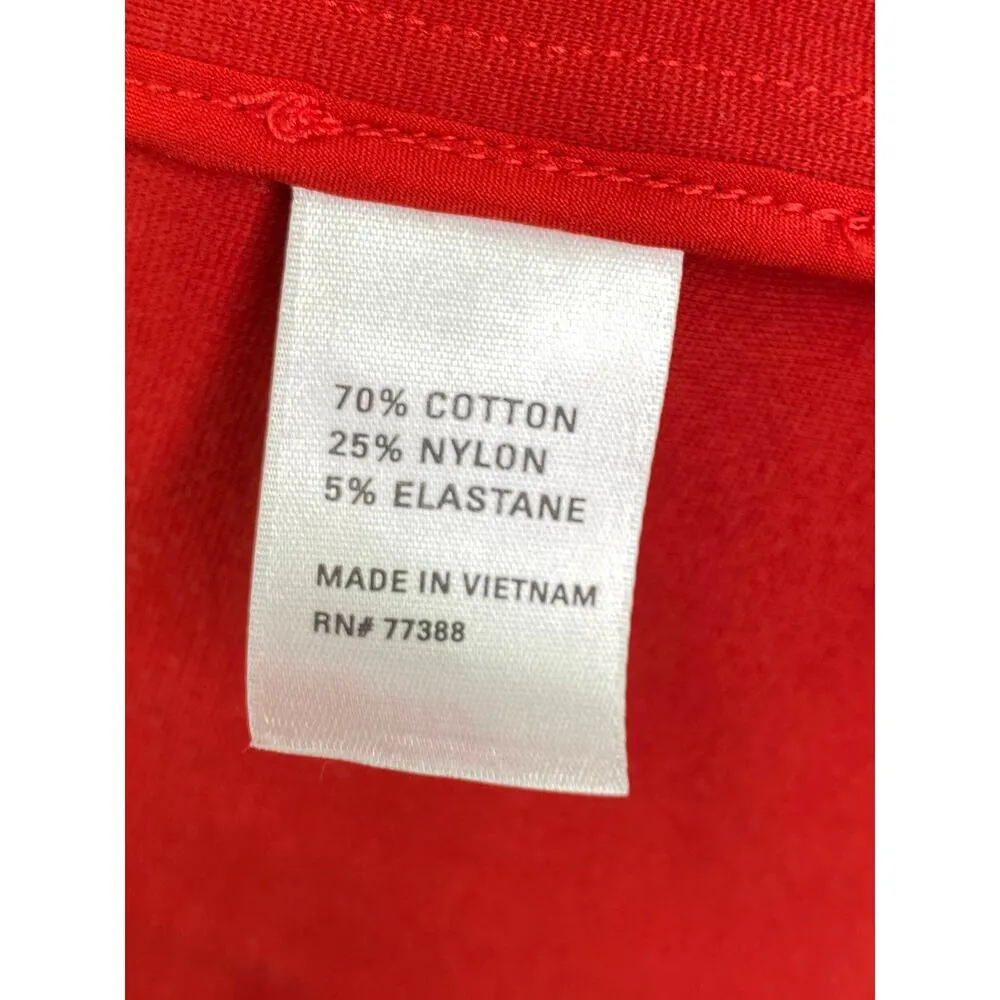 70% COTTON
25% NYLON
5% ELASTANE
MADE IN VIETNAM
RN# 77388